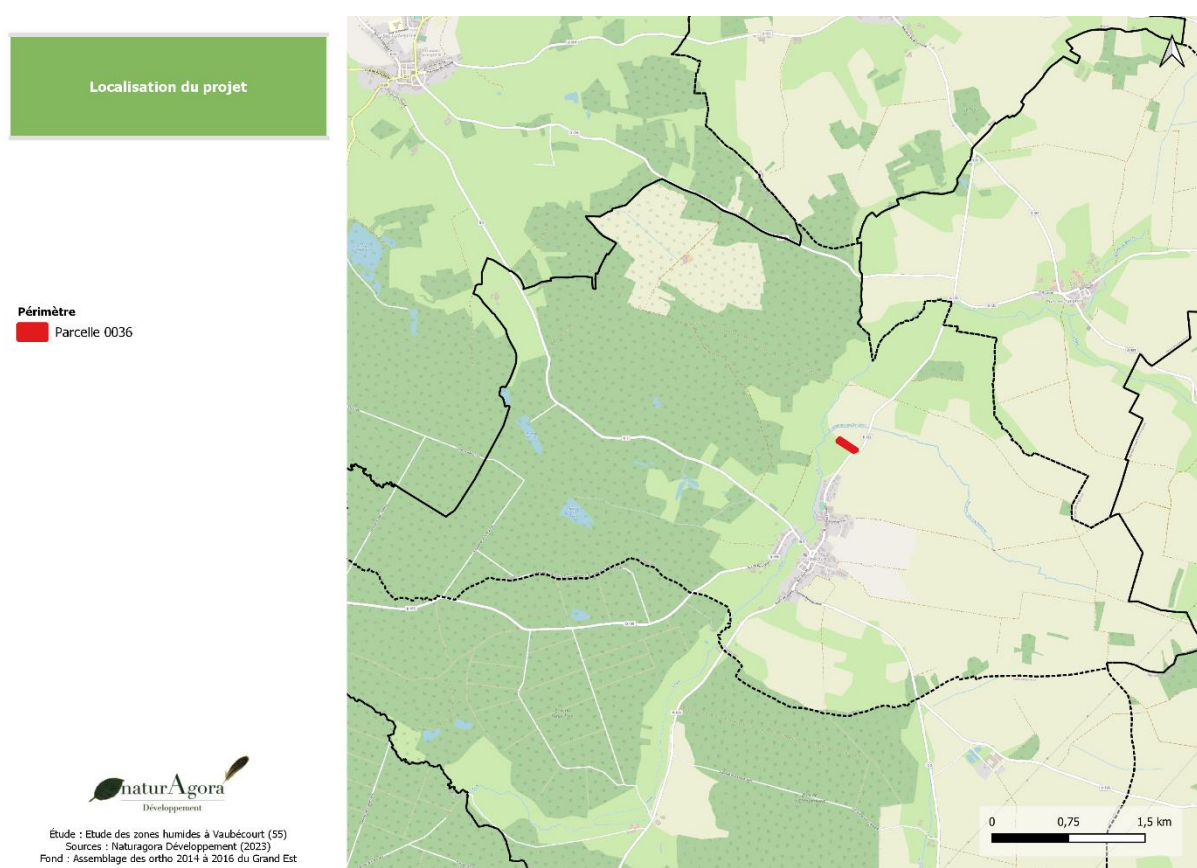 Localisation du projet
Périmètre
Parcelle 0036
naturAgora
Développement
Étude : Etude des zones humides à Vaubécourt (55)
Sources : Naturagora Développement (2023)
Fond : Assemblage des ortho 2014 à 2016 du Grand Est
0 0,75 1,5 km